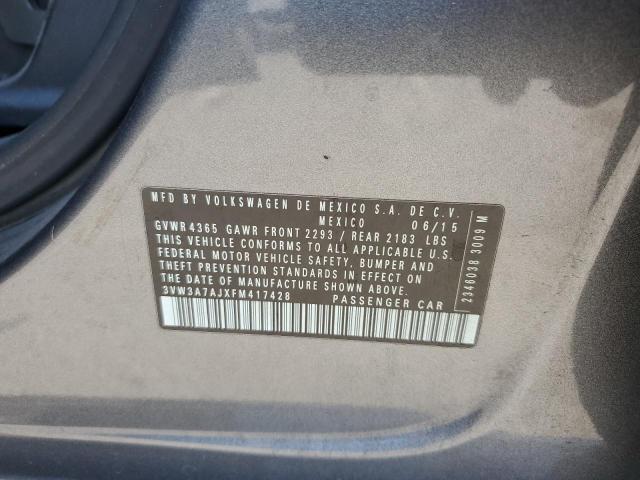 MFD BY VOLKSWAGEN DE MEXICO S.A. DE C.V.
MEXICO 06/15
GVWR 4365 GAWR FRONT 2293 / REAR 2183 LBS
THIS VEHICLE CONFORMS TO ALL APPLICABLE U.S.
FEDERAL MOTOR VEHICLE SAFETY, BUMPER AND
THEFT PREVENTION STANDARDS IN EFFECT ON
THE DATE OF MANUFACTURE SHOWN ABOVE.
3VW3A7AJXFM417428 PASSENGER CAR
2346038 3009 M